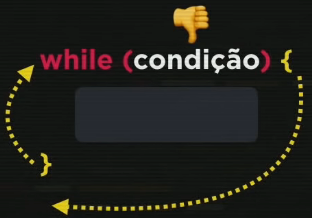 while (condição) {
}